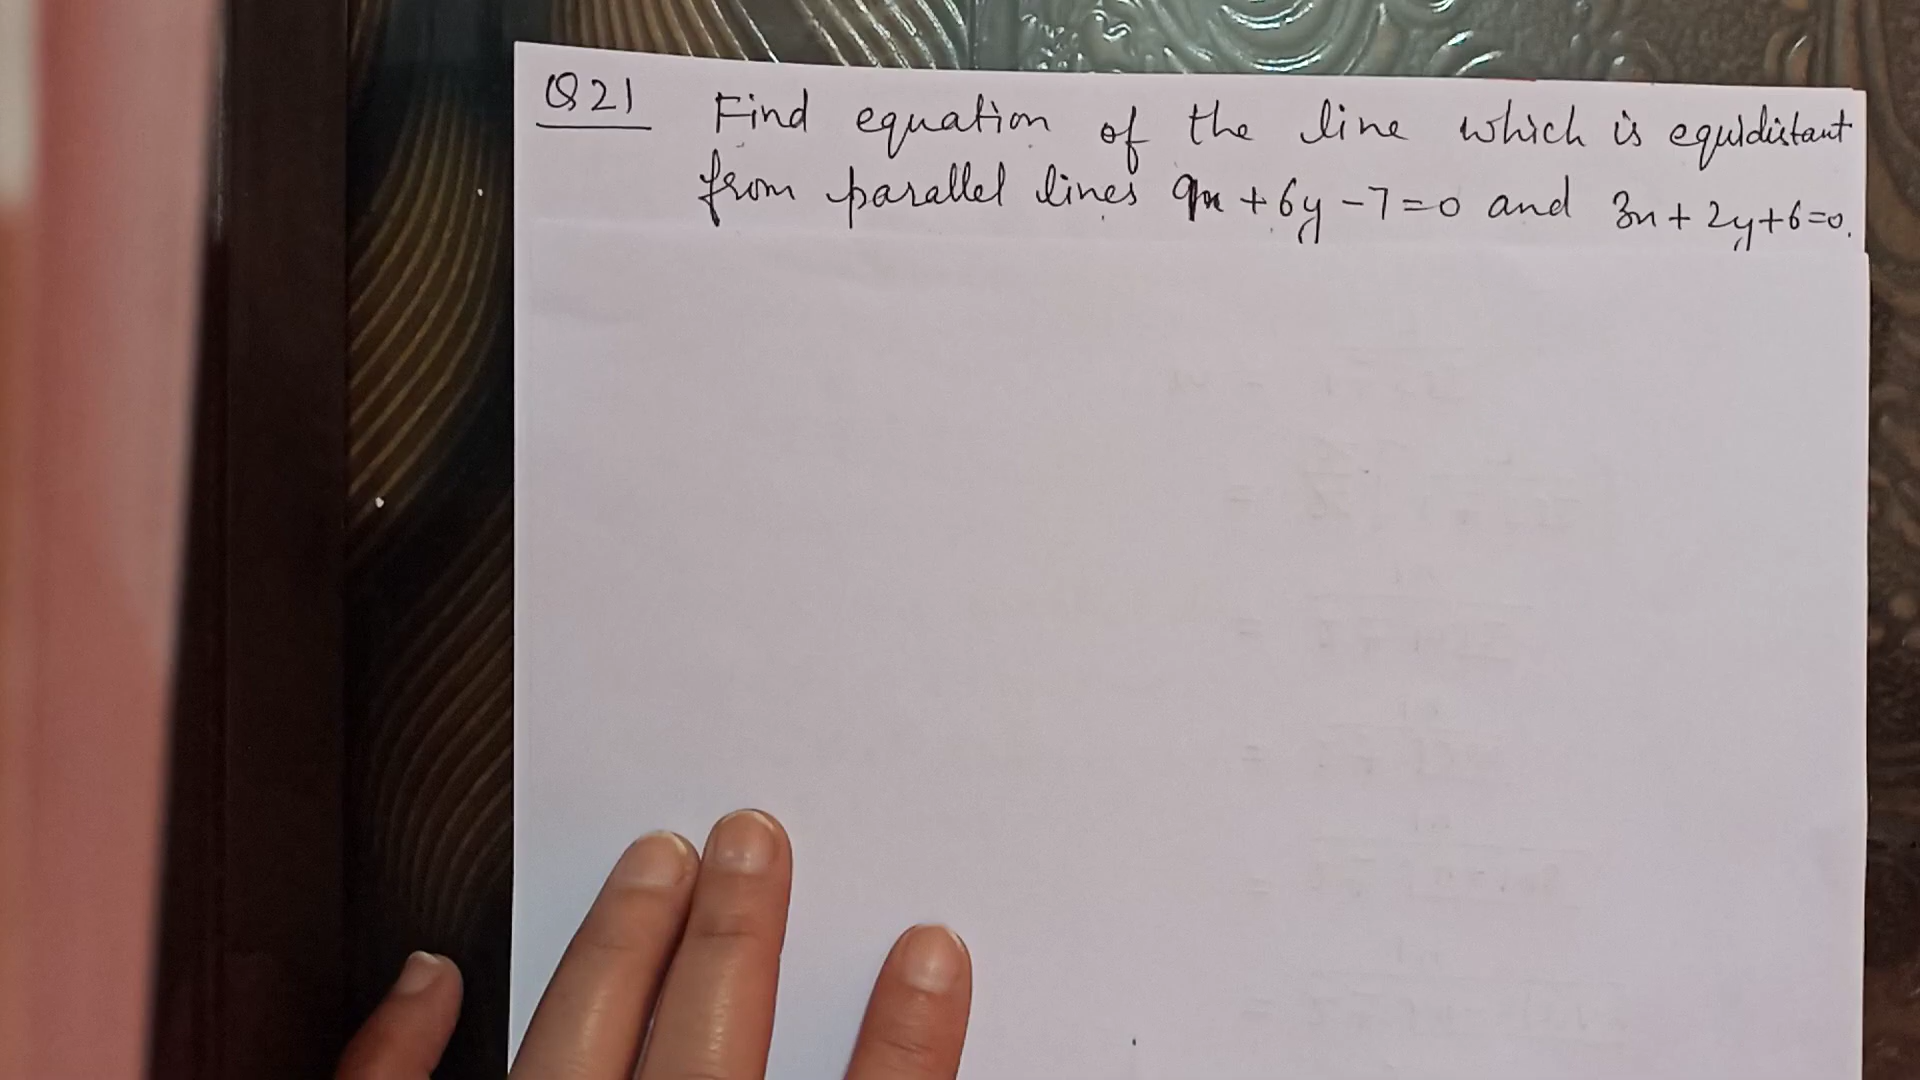 Q21 Find equation of the line which is equidistant
from parallel lines 9x + 6y - 7 = 0 and 3x + 2y + 6 = 0.